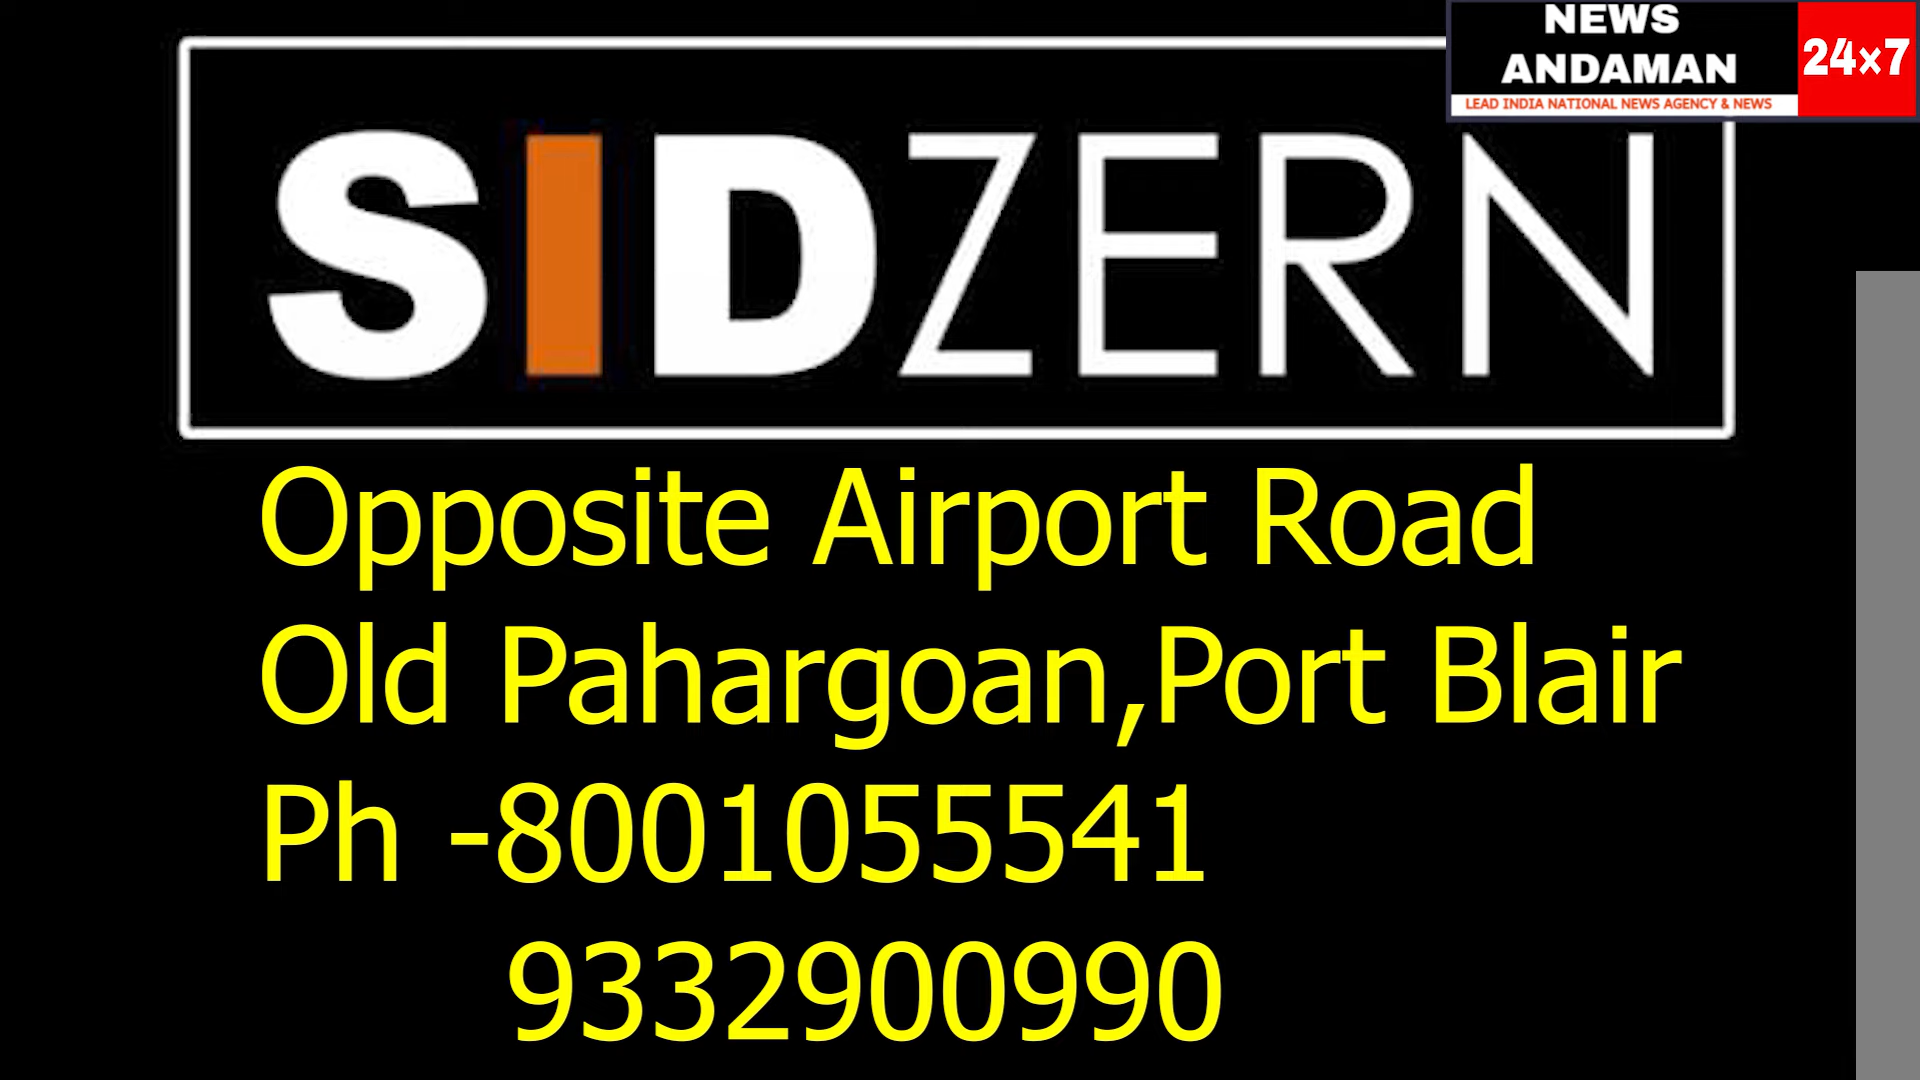 NEWS
ANDAMAN
24×7
LEAD INDIA NATIONAL NEWS AGENCY & NEWS
SIDZERN
Opposite Airport Road
Old Pahargoan,Port Blair
Ph -8001055541
9332900990